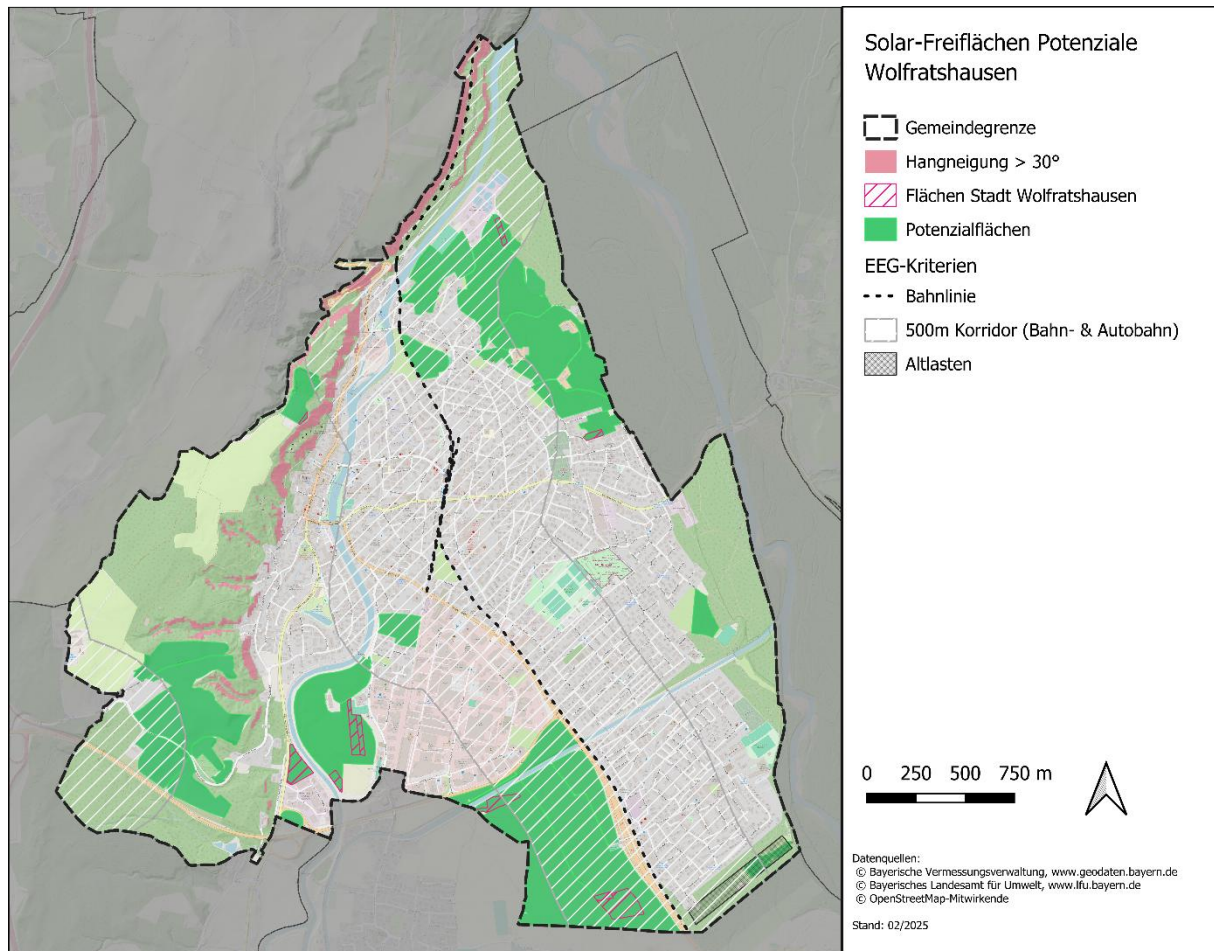 Solar-Freiflächen Potenziale
Wolfratshausen
Gemeindegrenze
Hangneigung > 30°
Flächen Stadt Wolfratshausen
Potenzialflächen
EEG-Kriterien
Bahnlinie
500m Korridor (Bahn- & Autobahn)
Altlasten
0 250 500 750 m
Datenquellen:
© Bayerische Vermessungsverwaltung, www.geodaten.bayern.de
© Bayerisches Landesamt für Umwelt, www.lfu.bayern.de
© OpenStreetMap-Mitwirkende
Stand: 02/2025